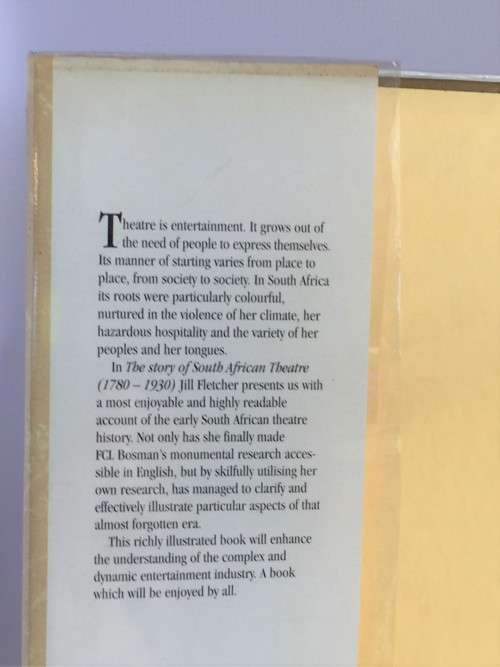 Theatre is entertainment. It grows out of
the need of people to express themselves.
Its manner of starting varies from place to
place, from society to society. In South Africa
its roots were particularly colourful,
nurtured in the violence of her climate, her
hazardous hospitality and the variety of her
peoples and her tongues.
In The story of South African Theatre
(1780 – 1930) Jill Fletcher presents us with
a most enjoyable and highly readable
account of the early South African theatre
history. Not only has she finally made
FCL Bosman's monumental research acces-
sible in English, but by skilfully utilising her
own research, has managed to clarify and
effectively illustrate particular aspects of that
almost forgotten era.
This richly illustrated book will enhance
the understanding of the complex and
dynamic entertainment industry. A book
which will be enjoyed by all.